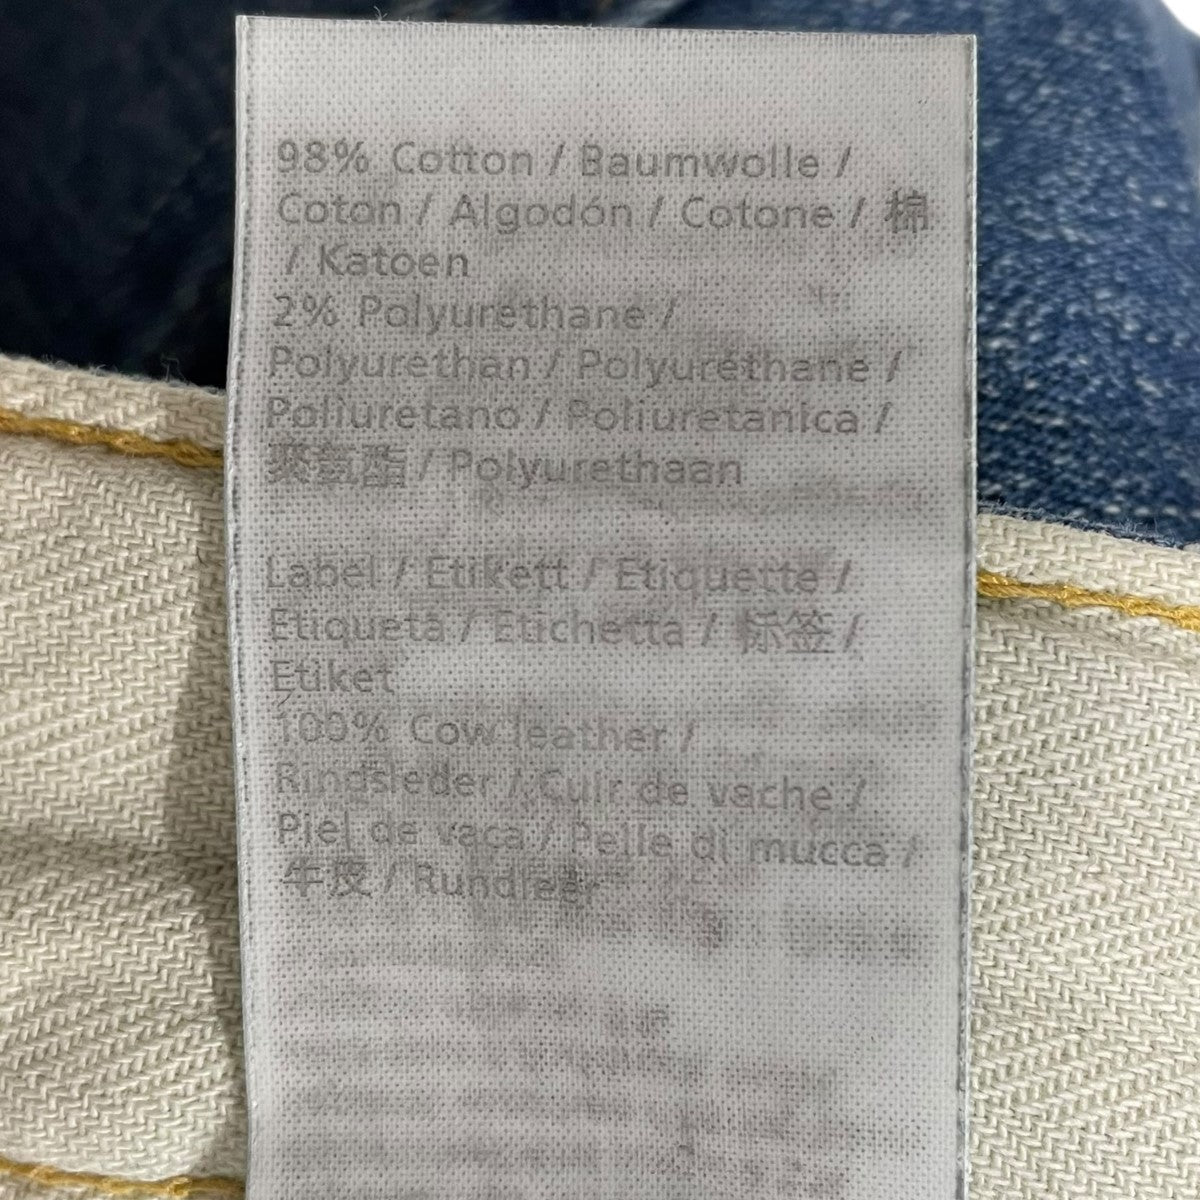 98% Cotton / Baumwolle /
Coton / Algodón / Cotone / 棉
/ Katoen
2% Polyurethane /
Polyurethan / Polyuréthane /
Poliuretano / Poliuretanica /
聚氨酯 / Polyurethaan
Label / Etikett / Etiquette /
Etiqueta / Etichetta / 标签 /
Etiket
100% Cow leather /
Rindsleder / Cuir de vache /
Piel de vaca / Pelle di mucca /
牛皮 / Rundleer